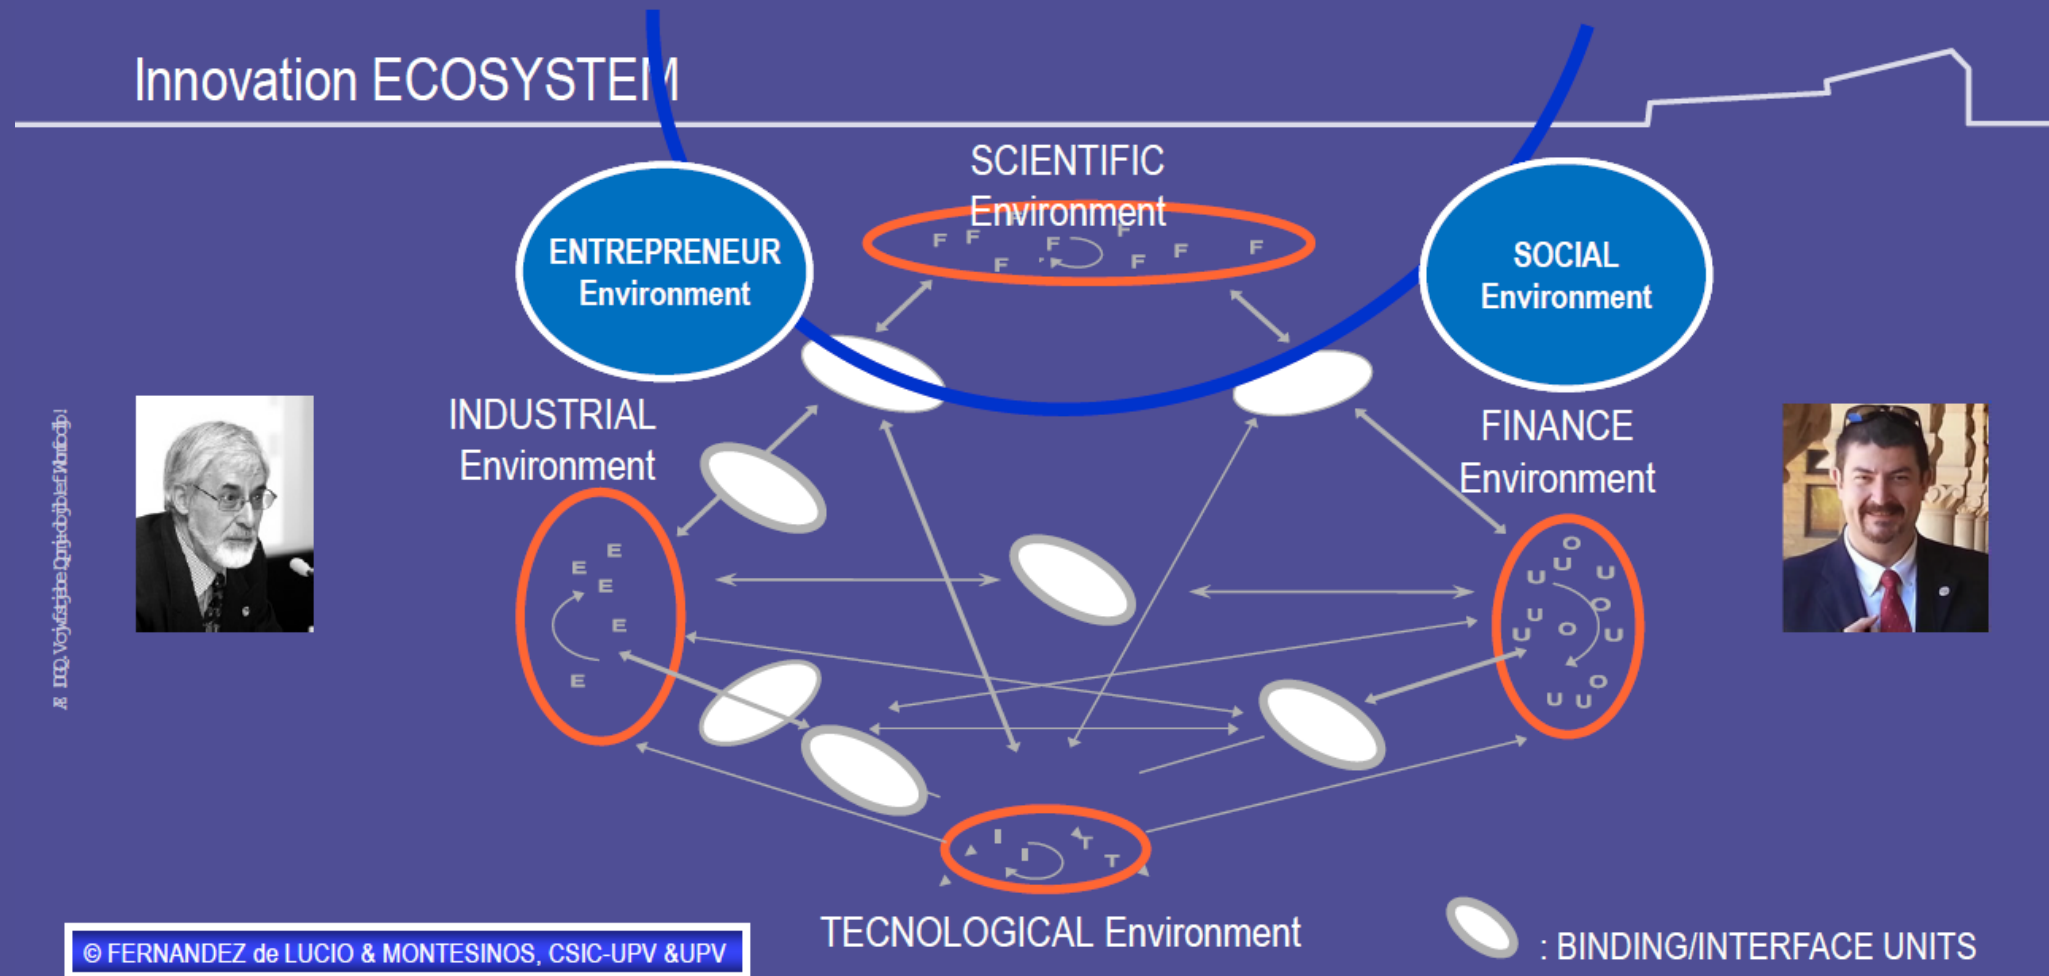 Innovation ECOSYSTEM
SCIENTIFIC
Environment
ENTREPRENEUR
Environment
SOCIAL
Environment
F F F F F F F F F
INDUSTRIAL
Environment
FINANCE
Environment
E
E
E
E
E
O
U U U
O
U U O U
O
U U
I T
I T
TECNOLOGICAL Environment
: BINDING/INTERFACE UNITS
© FERNANDEZ de LUCIO & MONTESINOS, CSIC-UPV &UPV